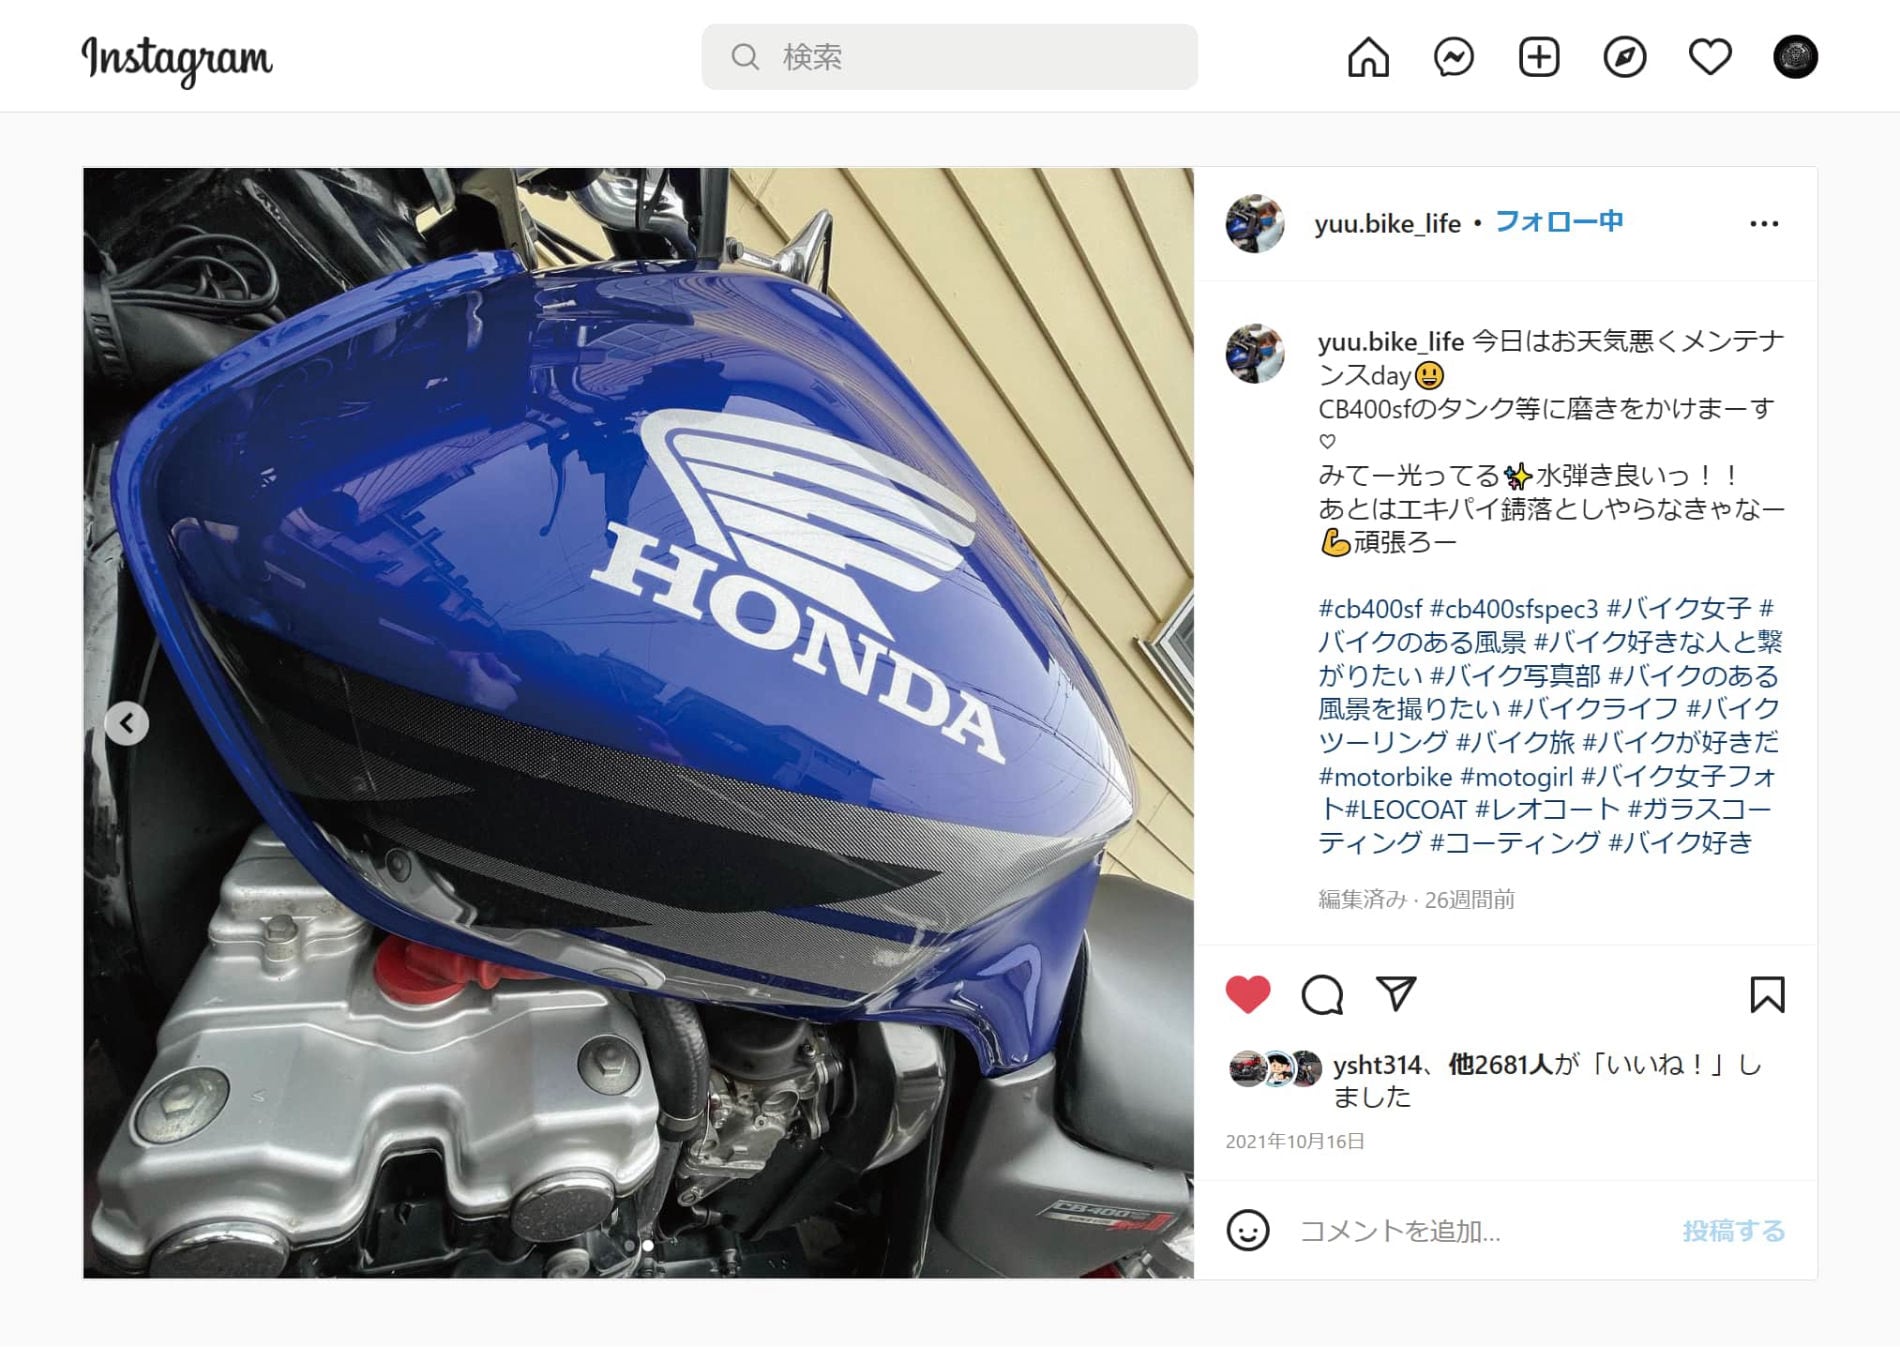 Instagram
検索
HONDA
CB400
yuu.bike_life • フォロー中
yuu.bike_life 今日はお天気悪くメンテナ
ンスday😃
CB400sfのタンク等に磨きをかけまーす
♡
みてー光ってる✨水弾き良いっ！！
あとはエキパイ錆落としやらなきゃなー
💪頑張ろー
#cb400sf #cb400sfspec3 #バイク女子 #
バイクのある風景 #バイク好きな人と繋
がりたい #バイク写真部 #バイクのある
風景を撮りたい #バイクライフ #バイク
ツーリング #バイク旅 #バイクが好きだ
#motorbike #motogirl #バイク女子フォ
ト#LEOCOAT #レオコート #ガラスコー
ティング #コーティング #バイク好き
編集済み · 26週間前
ysht314、他2681人が「いいね！」し
ました
2021年10月16日
コメントを追加...
投稿する